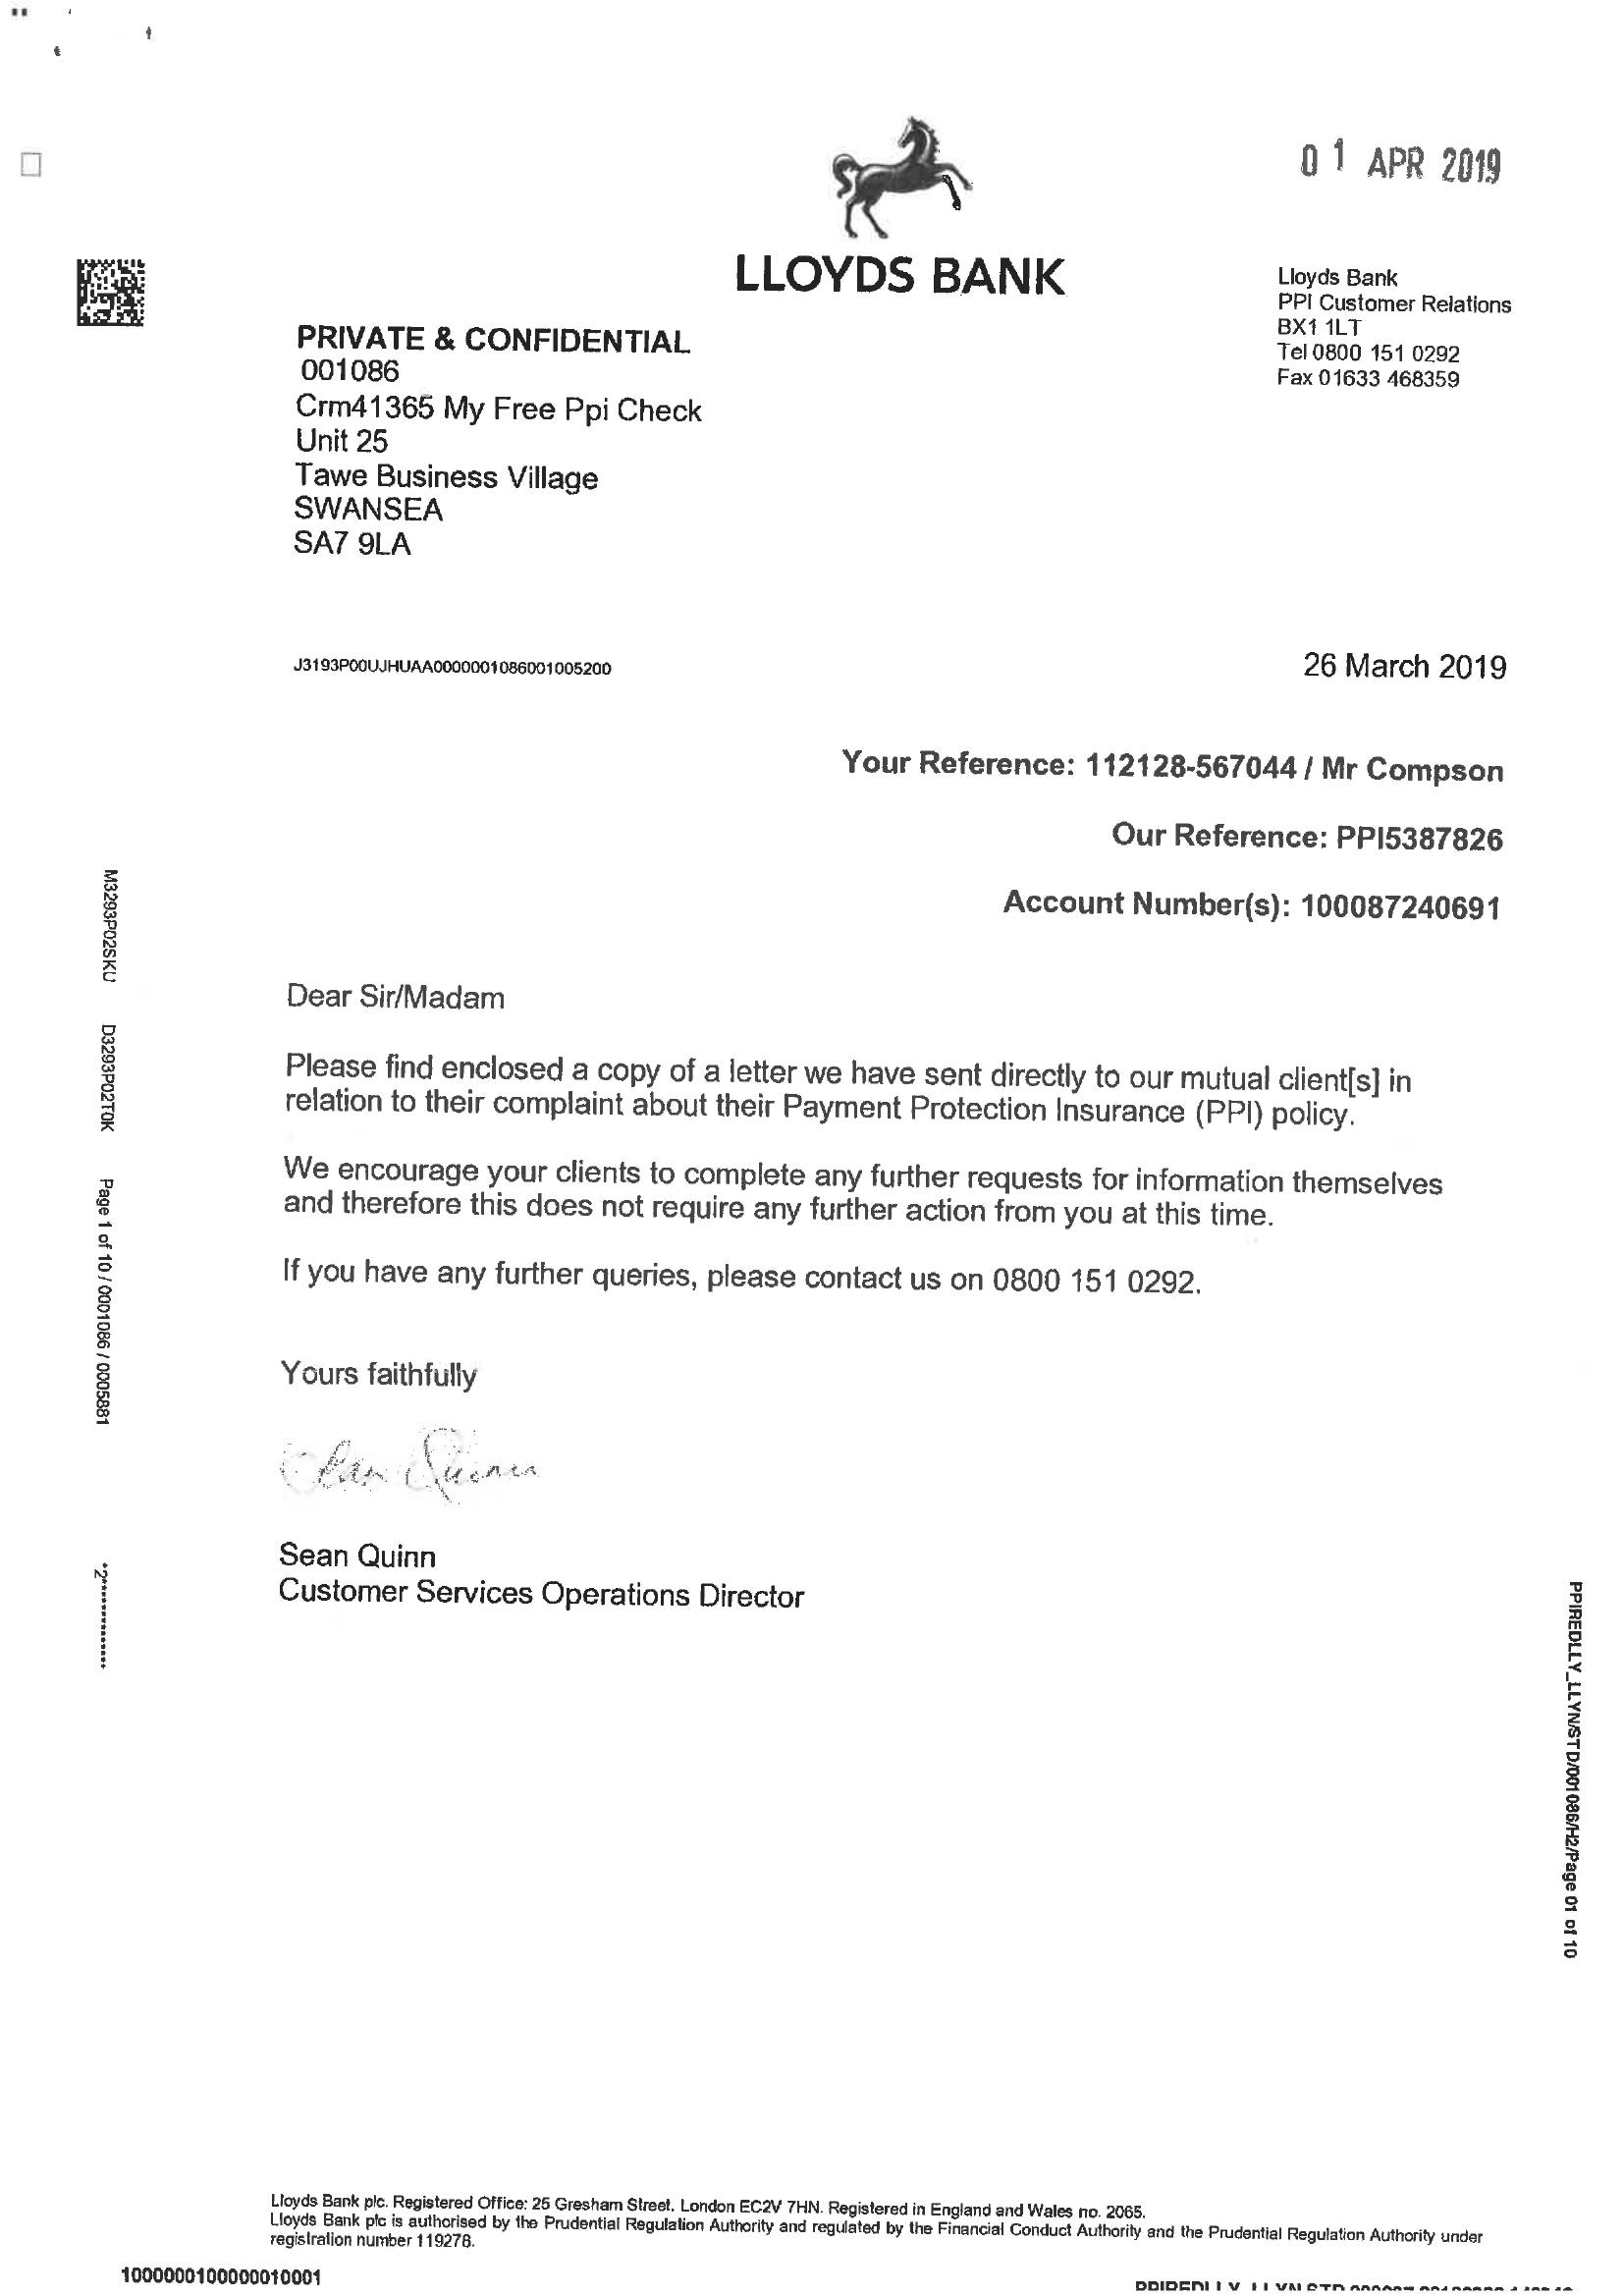 01 APR 2019
LLOYDS BANK
Lloyds Bank
PPI Customer Relations
BX1 1LT
Tel 0800 151 0292
Fax 01633 468359
PRIVATE & CONFIDENTIAL
001086
Crm41365 My Free Ppi Check
Unit 25
Tawe Business Village
SWANSEA
SA7 9LA
J3193P00UJHUAA0000001086001005200
26 March 2019
Your Reference: 112128-567044 / Mr Compson
Our Reference: PPI5387826
Account Number(s): 100087240691
M3293P02SKU D3293P02T0K Page 1 of 10 / 0001086 / 0005881
Dear Sir/Madam
Please find enclosed a copy of a letter we have sent directly to our mutual client[s] in
relation to their complaint about their Payment Protection Insurance (PPI) policy.
We encourage your clients to complete any further requests for information themselves
and therefore this does not require any further action from you at this time.
If you have any further queries, please contact us on 0800 151 0292.
Yours faithfully
Sean Quinn
Sean Quinn
Customer Services Operations Director
PPIREDLLY_LLYN/STD/001086/H2/Page 01 of 10
Lloyds Bank plc. Registered Office: 25 Gresham Street, London EC2V 7HN. Registered in England and Wales no. 2065.
Lloyds Bank plc is authorised by the Prudential Regulation Authority and regulated by the Financial Conduct Authority and the Prudential Regulation Authority under
registration number 119278.
1000000100000010001